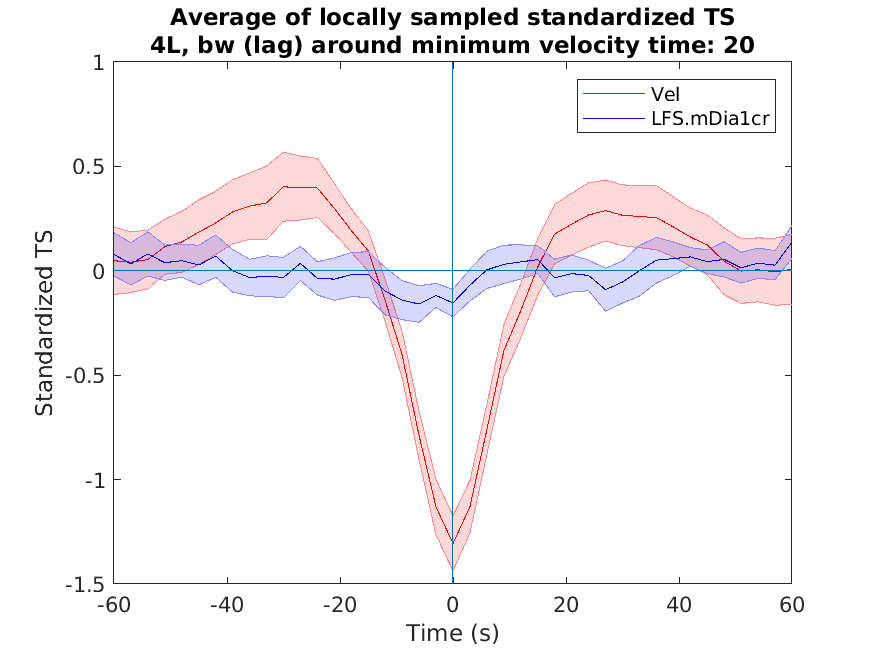 Average of locally sampled standardized TS
4L, bw (lag) around minimum velocity time: 20
Vel
LFS.mDia1cr
1
0.5
0
-0.5
-1
-1.5
Standardized TS
-60
-40
-20
0
20
40
60
Time (s)